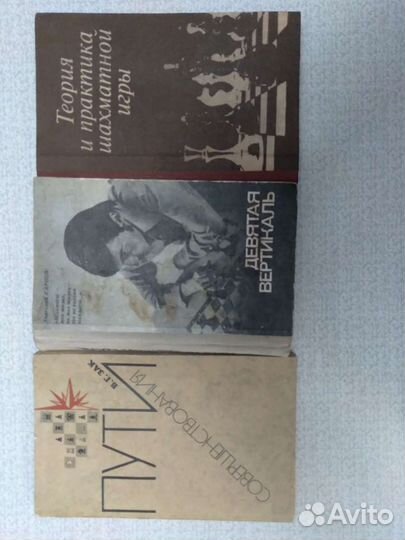 Теория
и практика
шахматной
игры
ДЕВЯТАЯ
ВЕРТИКАЛЬ
В.Г. ЗАК
ПУТИ
СОВЕРШЕНСТВОВАНИЯ
Avito